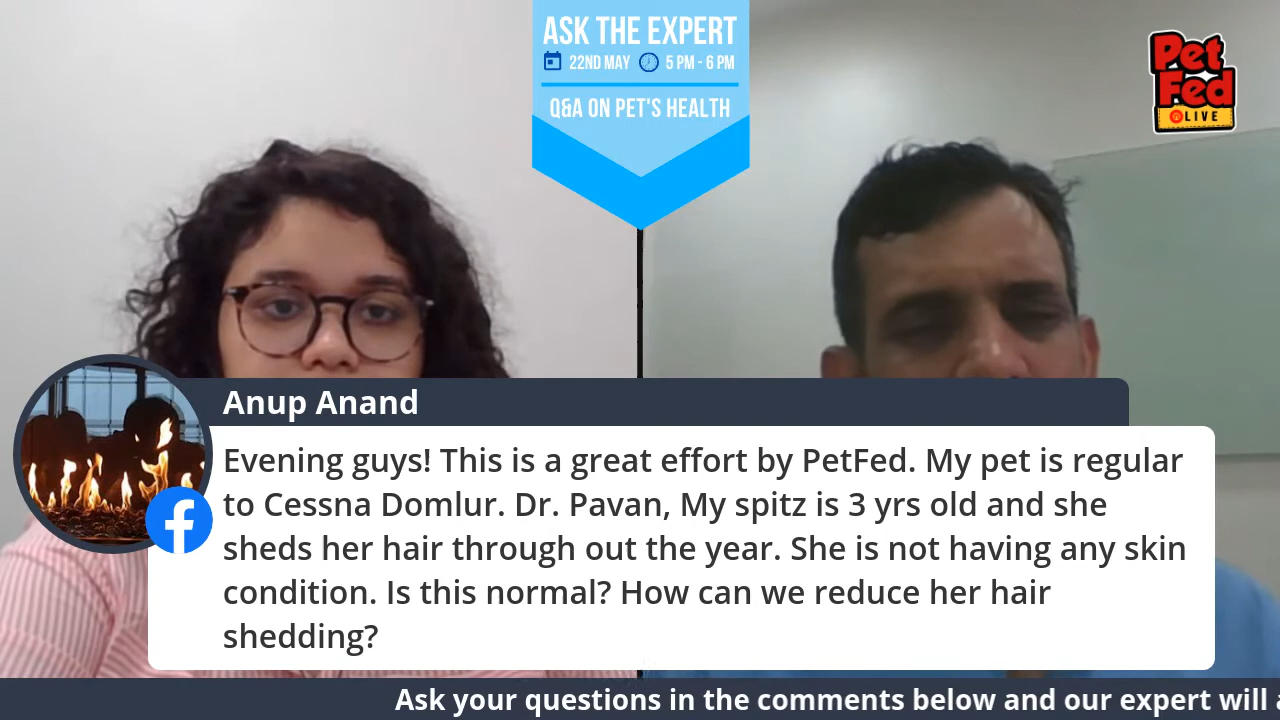 ASK THE EXPERT
22ND MAY 5 PM - 6 PM
Q&A ON PET'S HEALTH
Pet
Fed
@LIVE
Anup Anand
Evening guys! This is a great effort by PetFed. My pet is regular
to Cessna Domlur. Dr. Pavan, My spitz is 3 yrs old and she
sheds her hair through out the year. She is not having any skin
condition. Is this normal? How can we reduce her hair
shedding?
Ask your questions in the comments below and our expert will